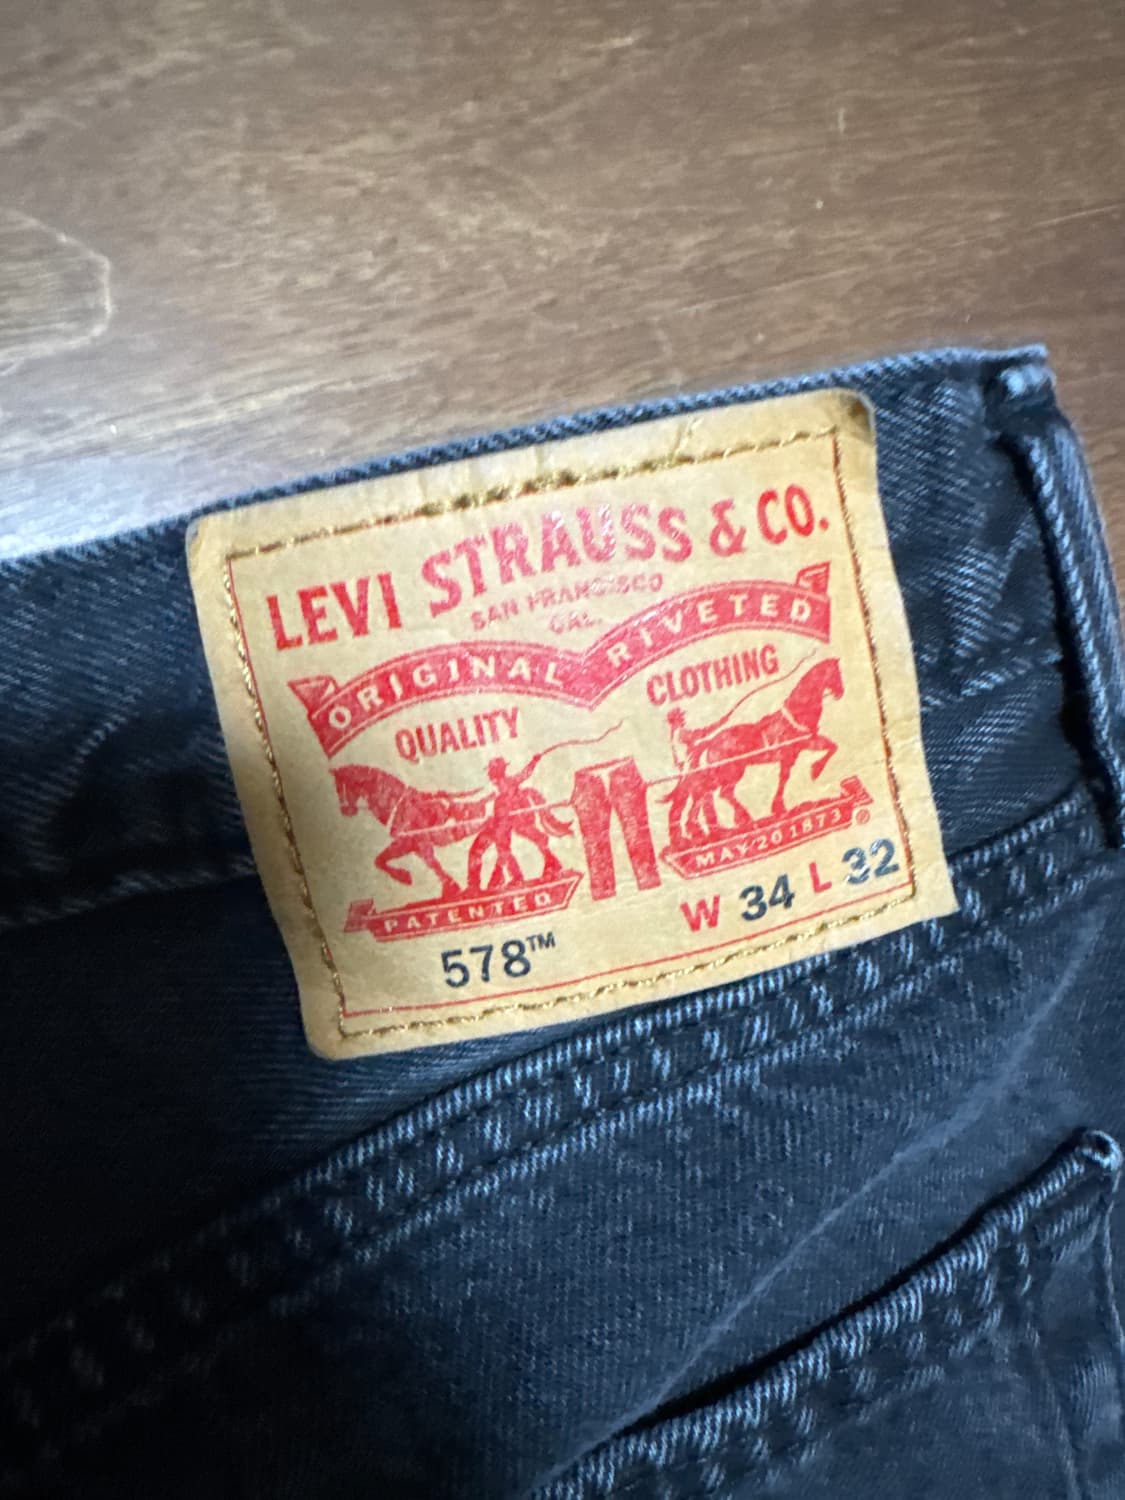 LEVI STRAUSS & CO.
SAN FRANCISCO
CAL.
ORIGINAL RIVETED
QUALITY CLOTHING
PATENTED MAY 20 1873 ®
578™ W 34 L 32